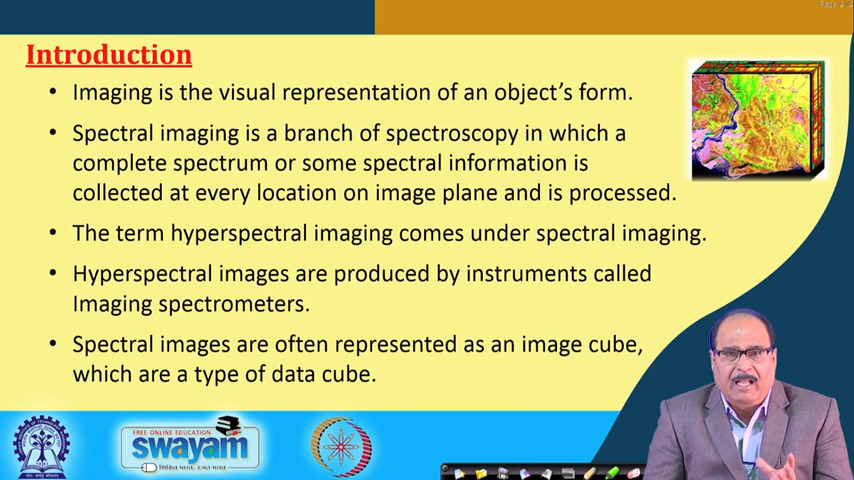 Introduction
• Imaging is the visual representation of an object's form.
• Spectral imaging is a branch of spectroscopy in which a
complete spectrum or some spectral information is
collected at every location on image plane and is processed.
• The term hyperspectral imaging comes under spectral imaging.
• Hyperspectral images are produced by instruments called
Imaging spectrometers.
• Spectral images are often represented as an image cube,
which are a type of data cube.
FREE ONLINE EDUCATION
swayam